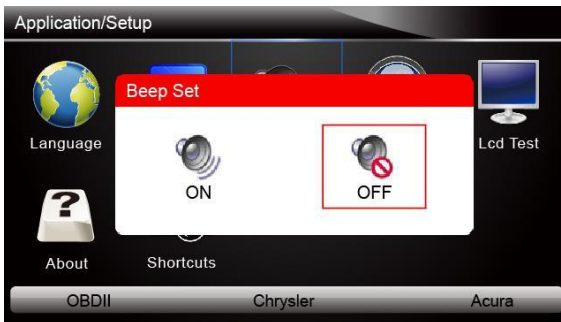 Application/Setup
Beep Set
Language
Lcd Test
ON
OFF
?
About
Shortcuts
OBDII
Chrysler
Acura